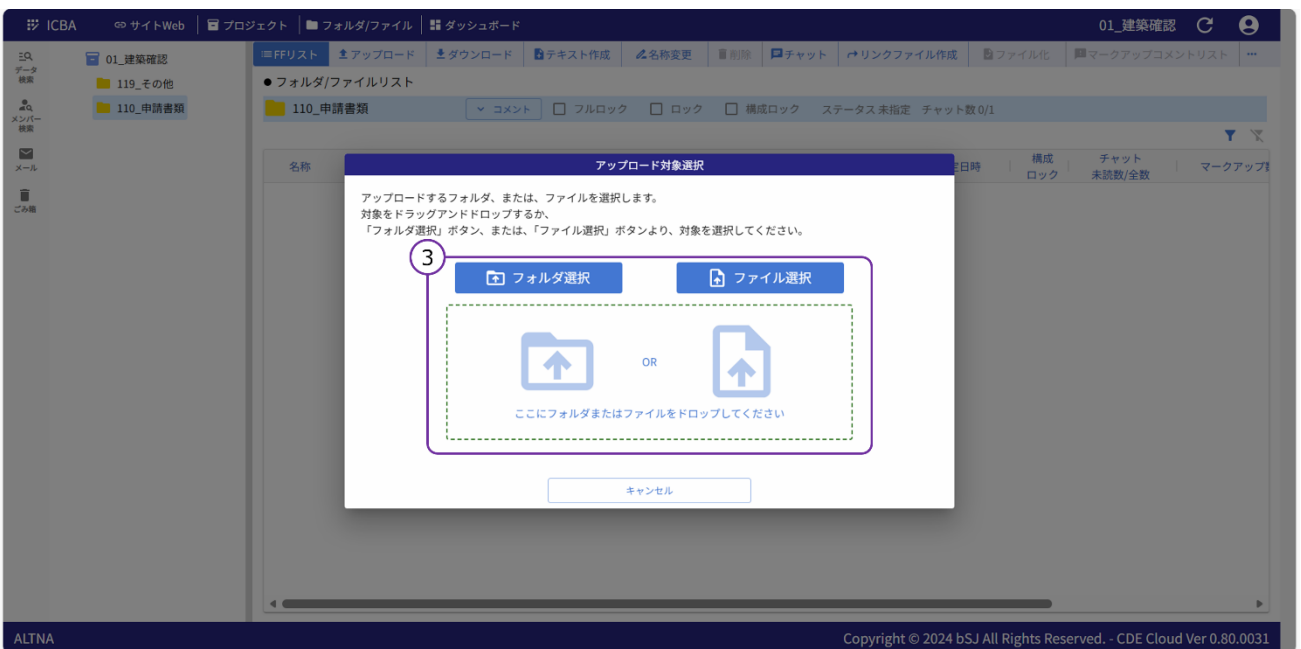 ICBA サイトWeb プロジェクト フォルダ/ファイル ダッシュボード 01_建築確認
データ
検索
メンバー
検索
メール
ごみ箱
01_建築確認
119_その他
110_申請書類
FFリスト アップロード ダウンロード テキスト作成 名称変更 削除 チャット リンクファイル作成 ファイル化 マークアップコメントリスト ...
●フォルダ/ファイルリスト
110_申請書類 コメント フルロック ロック 構成ロック ステータス 未指定 チャット数 0/1
名称 日時 構成
ロック チャット
未読数/全数 マークアップ
アップロード対象選択
アップロードするフォルダ、または、ファイルを選択します。
対象をドラッグアンドドロップするか、
「フォルダ選択」ボタン、または、「ファイル選択」ボタンより、対象を選択してください。
3
フォルダ選択 ファイル選択
OR
ここにフォルダまたはファイルをドロップしてください
キャンセル
ALTNA Copyright © 2024 bSJ All Rights Reserved. - CDE Cloud Ver 0.80.0031